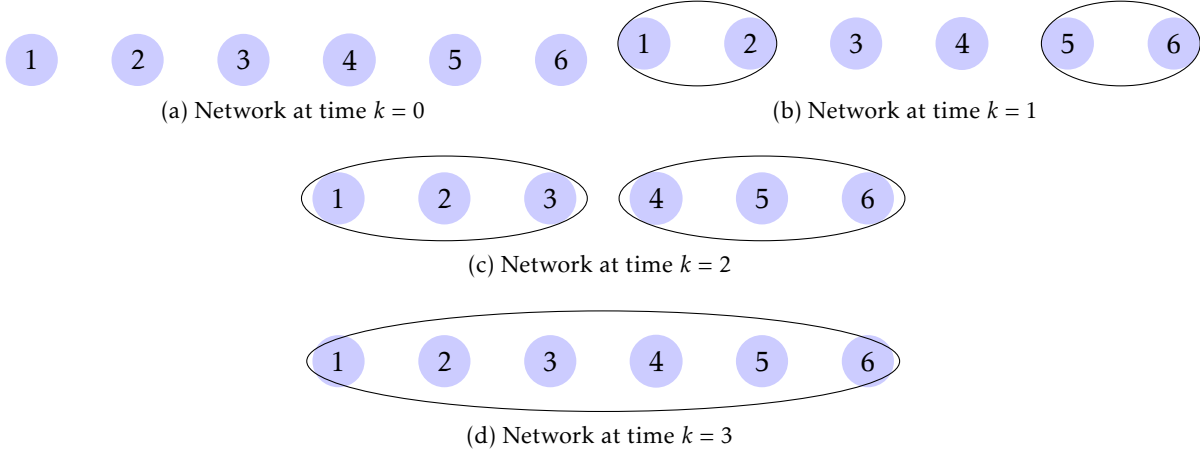 1 2 3 4 5 6
(a) Network at time k = 0
1 2 3 4 5 6
(b) Network at time k = 1
1 2 3 4 5 6
(c) Network at time k = 2
1 2 3 4 5 6
(d) Network at time k = 3